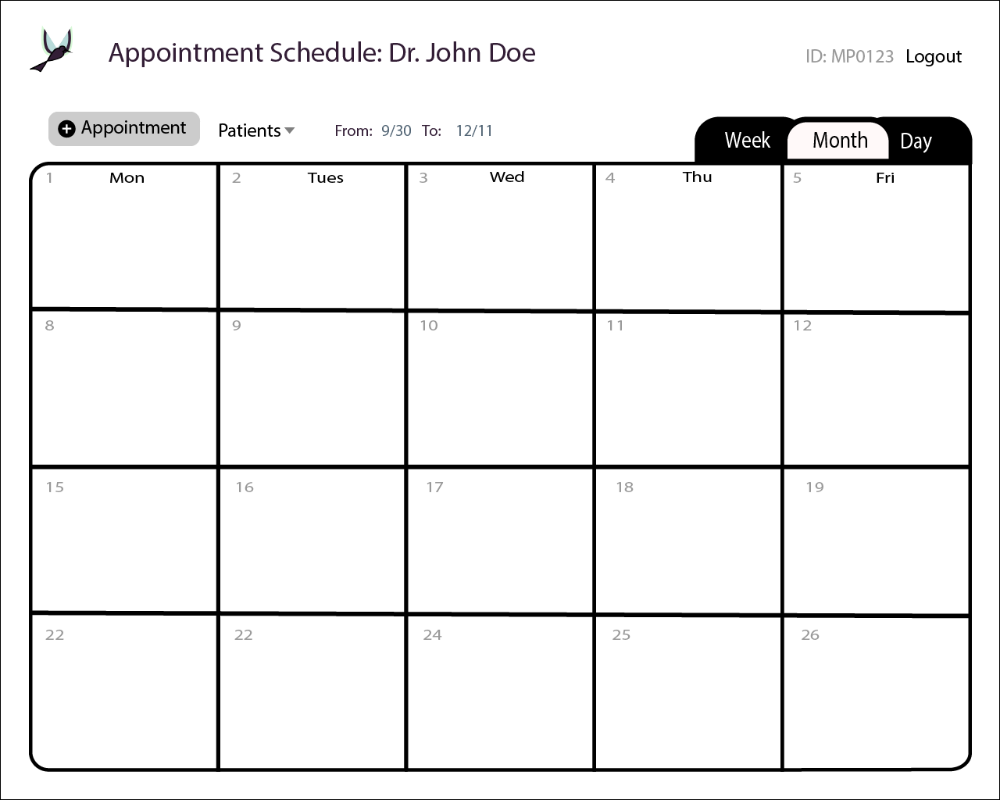 Appointment Schedule: Dr. John Doe
ID: MP0123 Logout
Appointment Patients From: 9/30 To: 12/11
Week Month Day
1 Mon 2 Tues 3 Wed 4 Thu 5 Fri
8 9 10 11 12
15 16 17 18 19
22 22 24 25 26